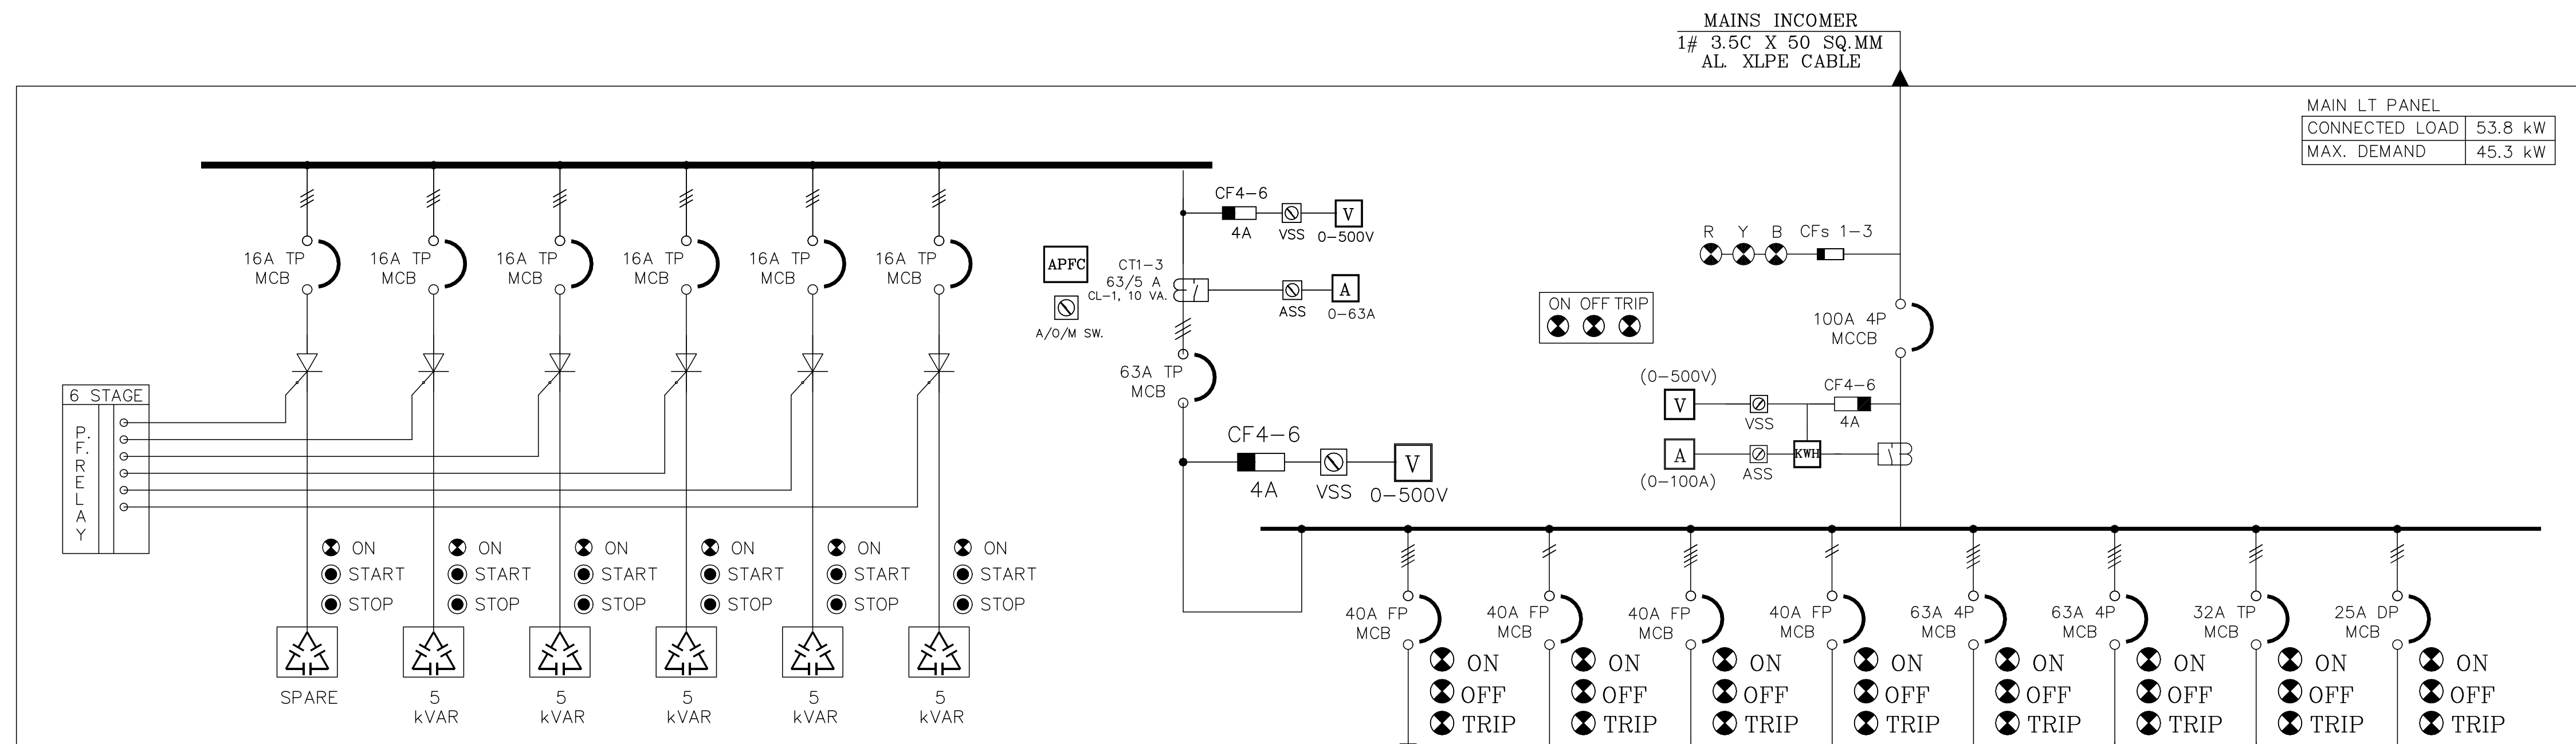 MAINS INCOMER
1# 3.5C X 50 SQ.MM
AL. XLPE CABLE
MAIN LT PANEL
CONNECTED LOAD 53.8 kW
MAX. DEMAND 45.3 kW
16A TP
MCB
16A TP
MCB
16A TP
MCB
16A TP
MCB
16A TP
MCB
16A TP
MCB
6 STAGE
P.F.RELAY
ON
START
STOP
ON
START
STOP
ON
START
STOP
ON
START
STOP
ON
START
STOP
ON
START
STOP
SPARE
5
kVAR
5
kVAR
5
kVAR
5
kVAR
5
kVAR
APFC
A/O/M SW.
CF4-6
4A
VSS
V
0-500V
CT1-3
63/5 A
CL-1, 10 VA.
ASS
A
0-63A
63A TP
MCB
CF4-6
4A
VSS
V
0-500V
R Y B CFs 1-3
ON OFF TRIP
100A 4P
MCCB
(0-500V)
V
VSS
CF4-6
4A
A
(0-100A)
ASS
KWH
40A FP
MCB
40A FP
MCB
40A FP
MCB
40A FP
MCB
63A 4P
MCB
63A 4P
MCB
32A TP
MCB
25A DP
MCB
ON
OFF
TRIP
ON
OFF
TRIP
ON
OFF
TRIP
ON
OFF
TRIP
ON
OFF
TRIP
ON
OFF
TRIP
ON
OFF
TRIP
ON
OFF
TRIP